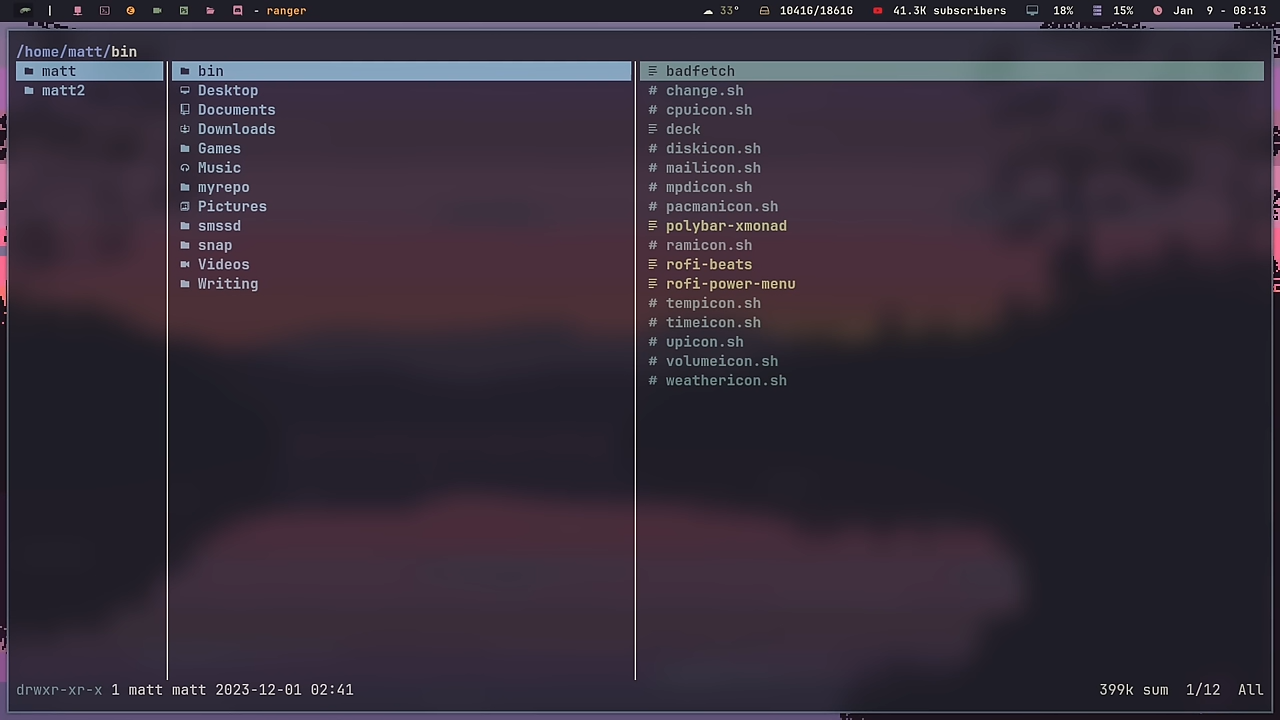 | - ranger 33° 1041G/1861G 41.3K subscribers 18% 15% Jan 9 - 08:13
/home/matt/bin
matt
matt2
bin
Desktop
Documents
Downloads
Games
Music
myrepo
Pictures
smssd
snap
Videos
Writing
badfetch
# change.sh
# cpuicon.sh
deck
# diskicon.sh
# mailicon.sh
# mpdicon.sh
# pacmanicon.sh
polybar-xmonad
# ramicon.sh
rofi-beats
rofi-power-menu
# tempicon.sh
# timeicon.sh
# upicon.sh
# volumeicon.sh
# weathericon.sh
drwxr-xr-x 1 matt matt 2023-12-01 02:41 399k sum 1/12 All